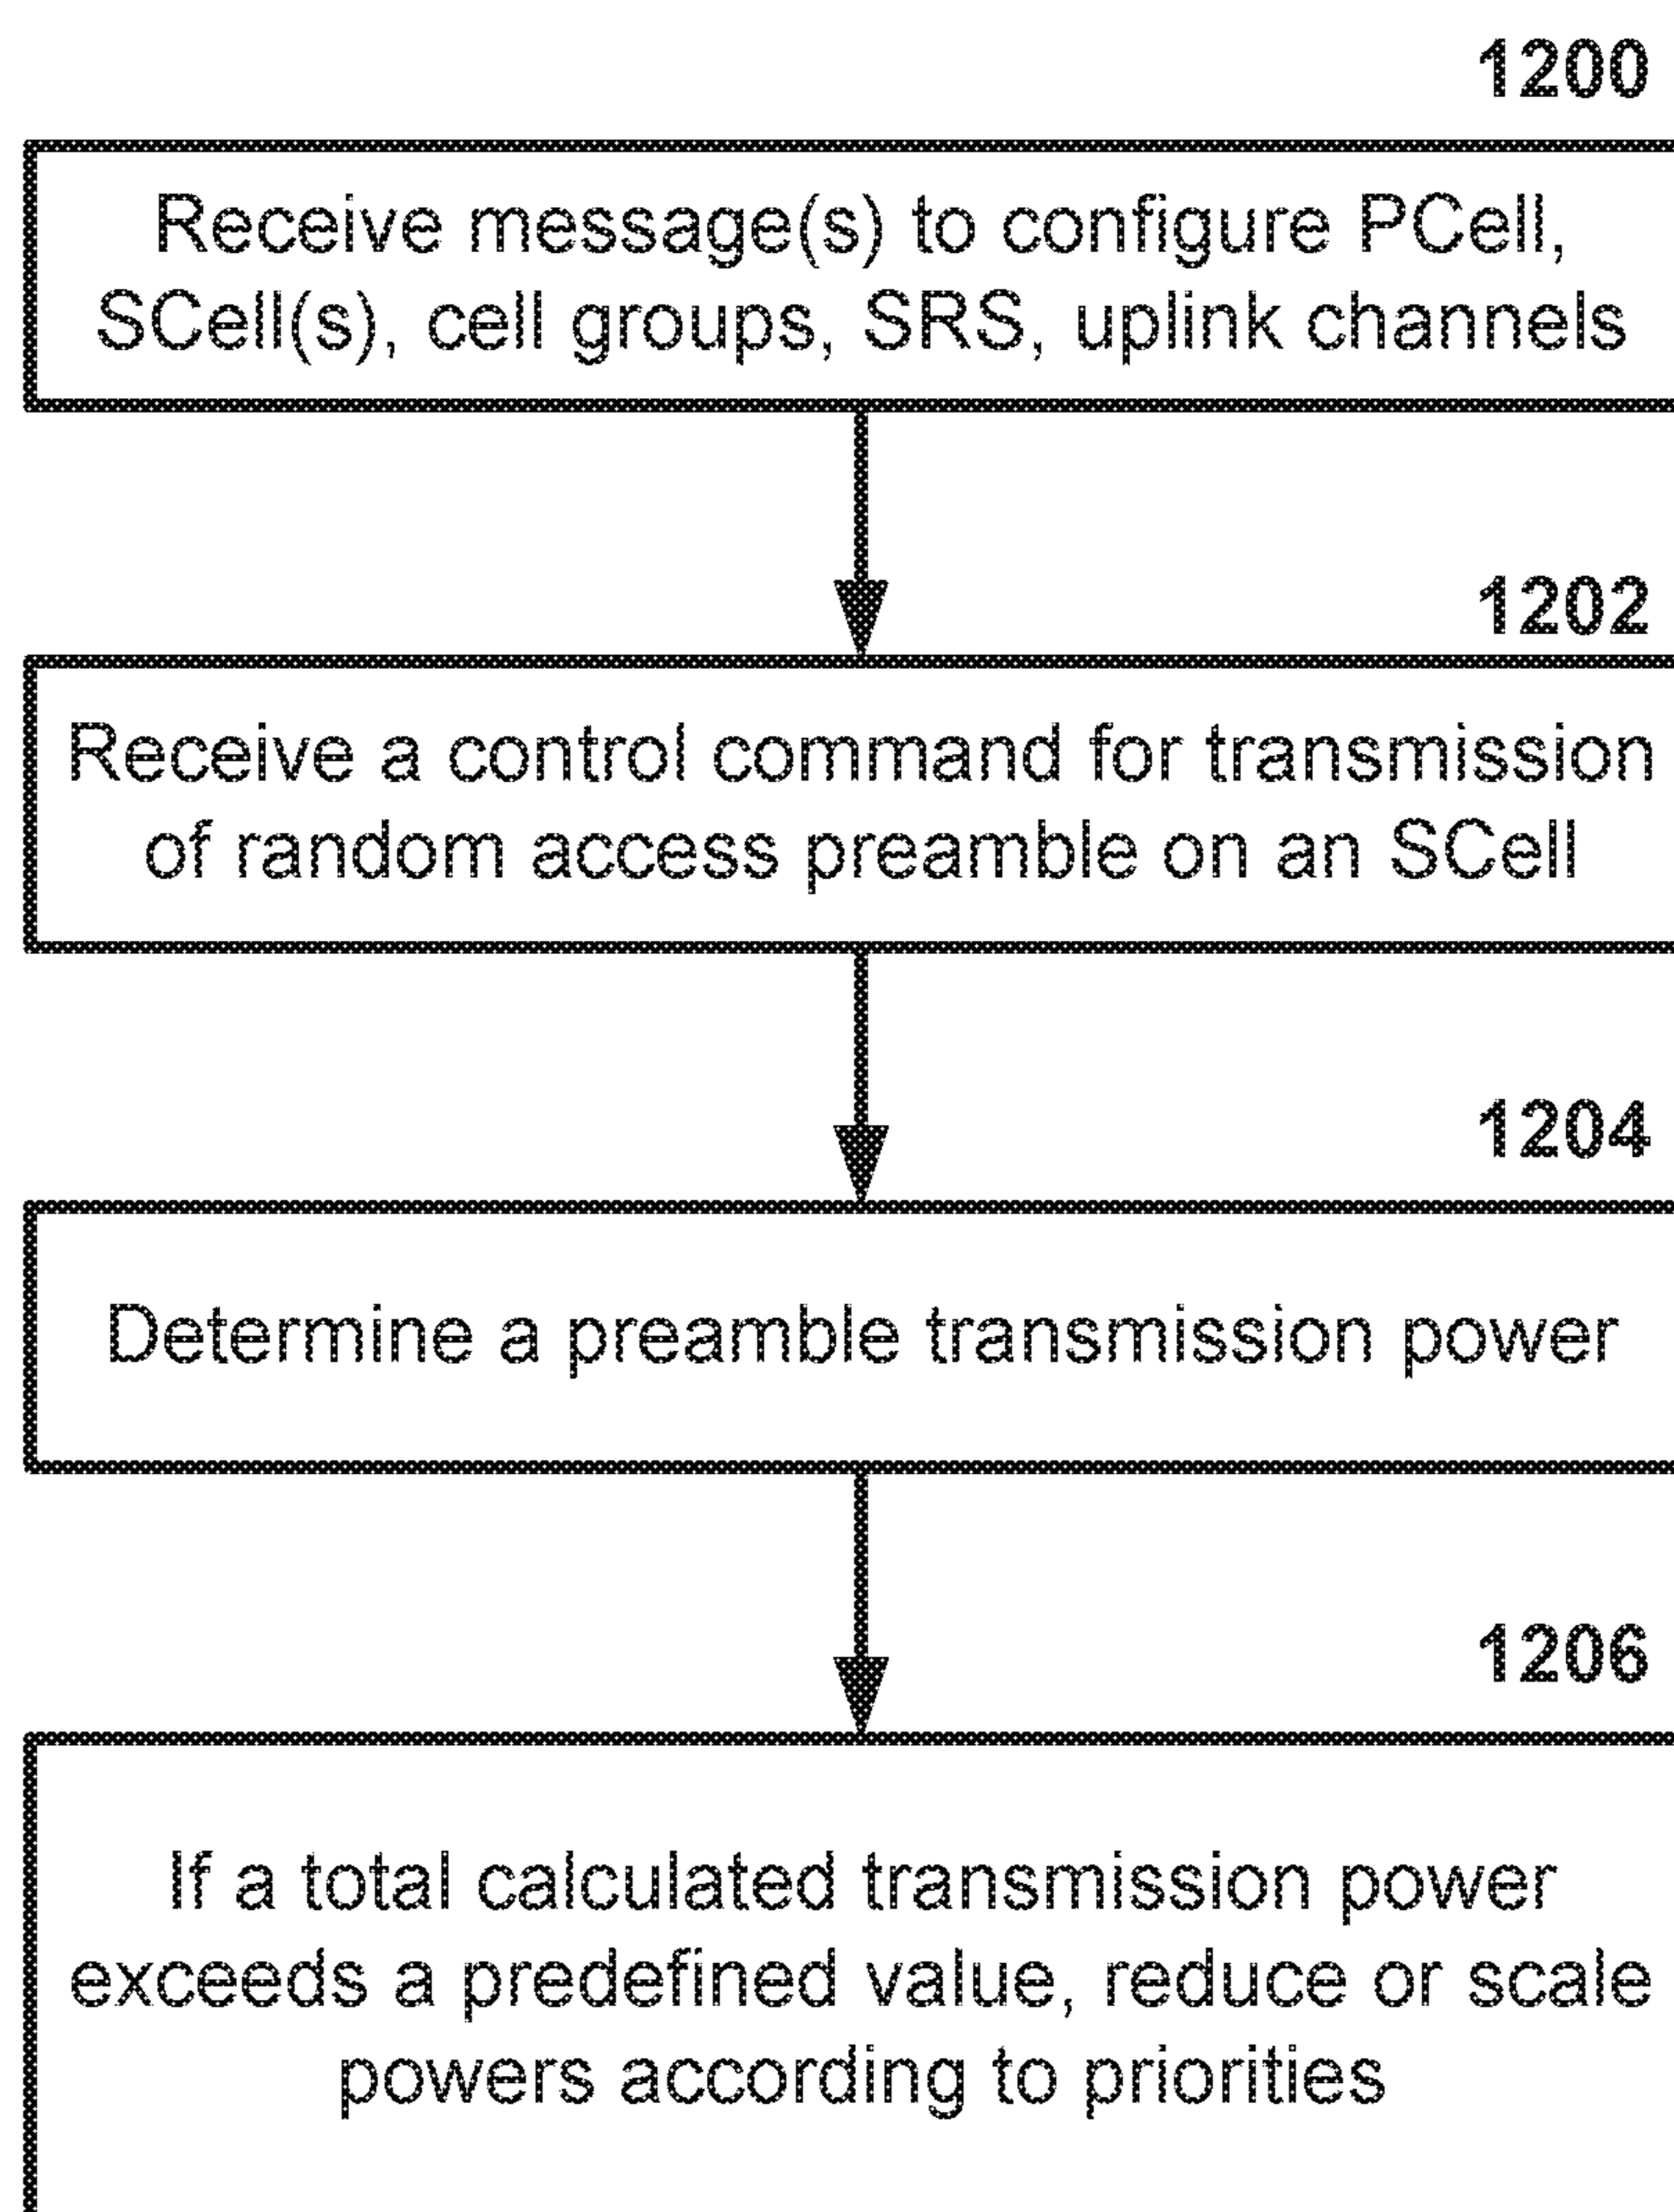 1200
Receive message(s) to configure PCell,
SCell(s), cell groups, SRS, uplink channels
1202
Receive a control command for transmission
of random access preamble on an SCell
1204
Determine a preamble transmission power
1206
If a total calculated transmission power
exceeds a predefined value, reduce or scale
powers according to priorities